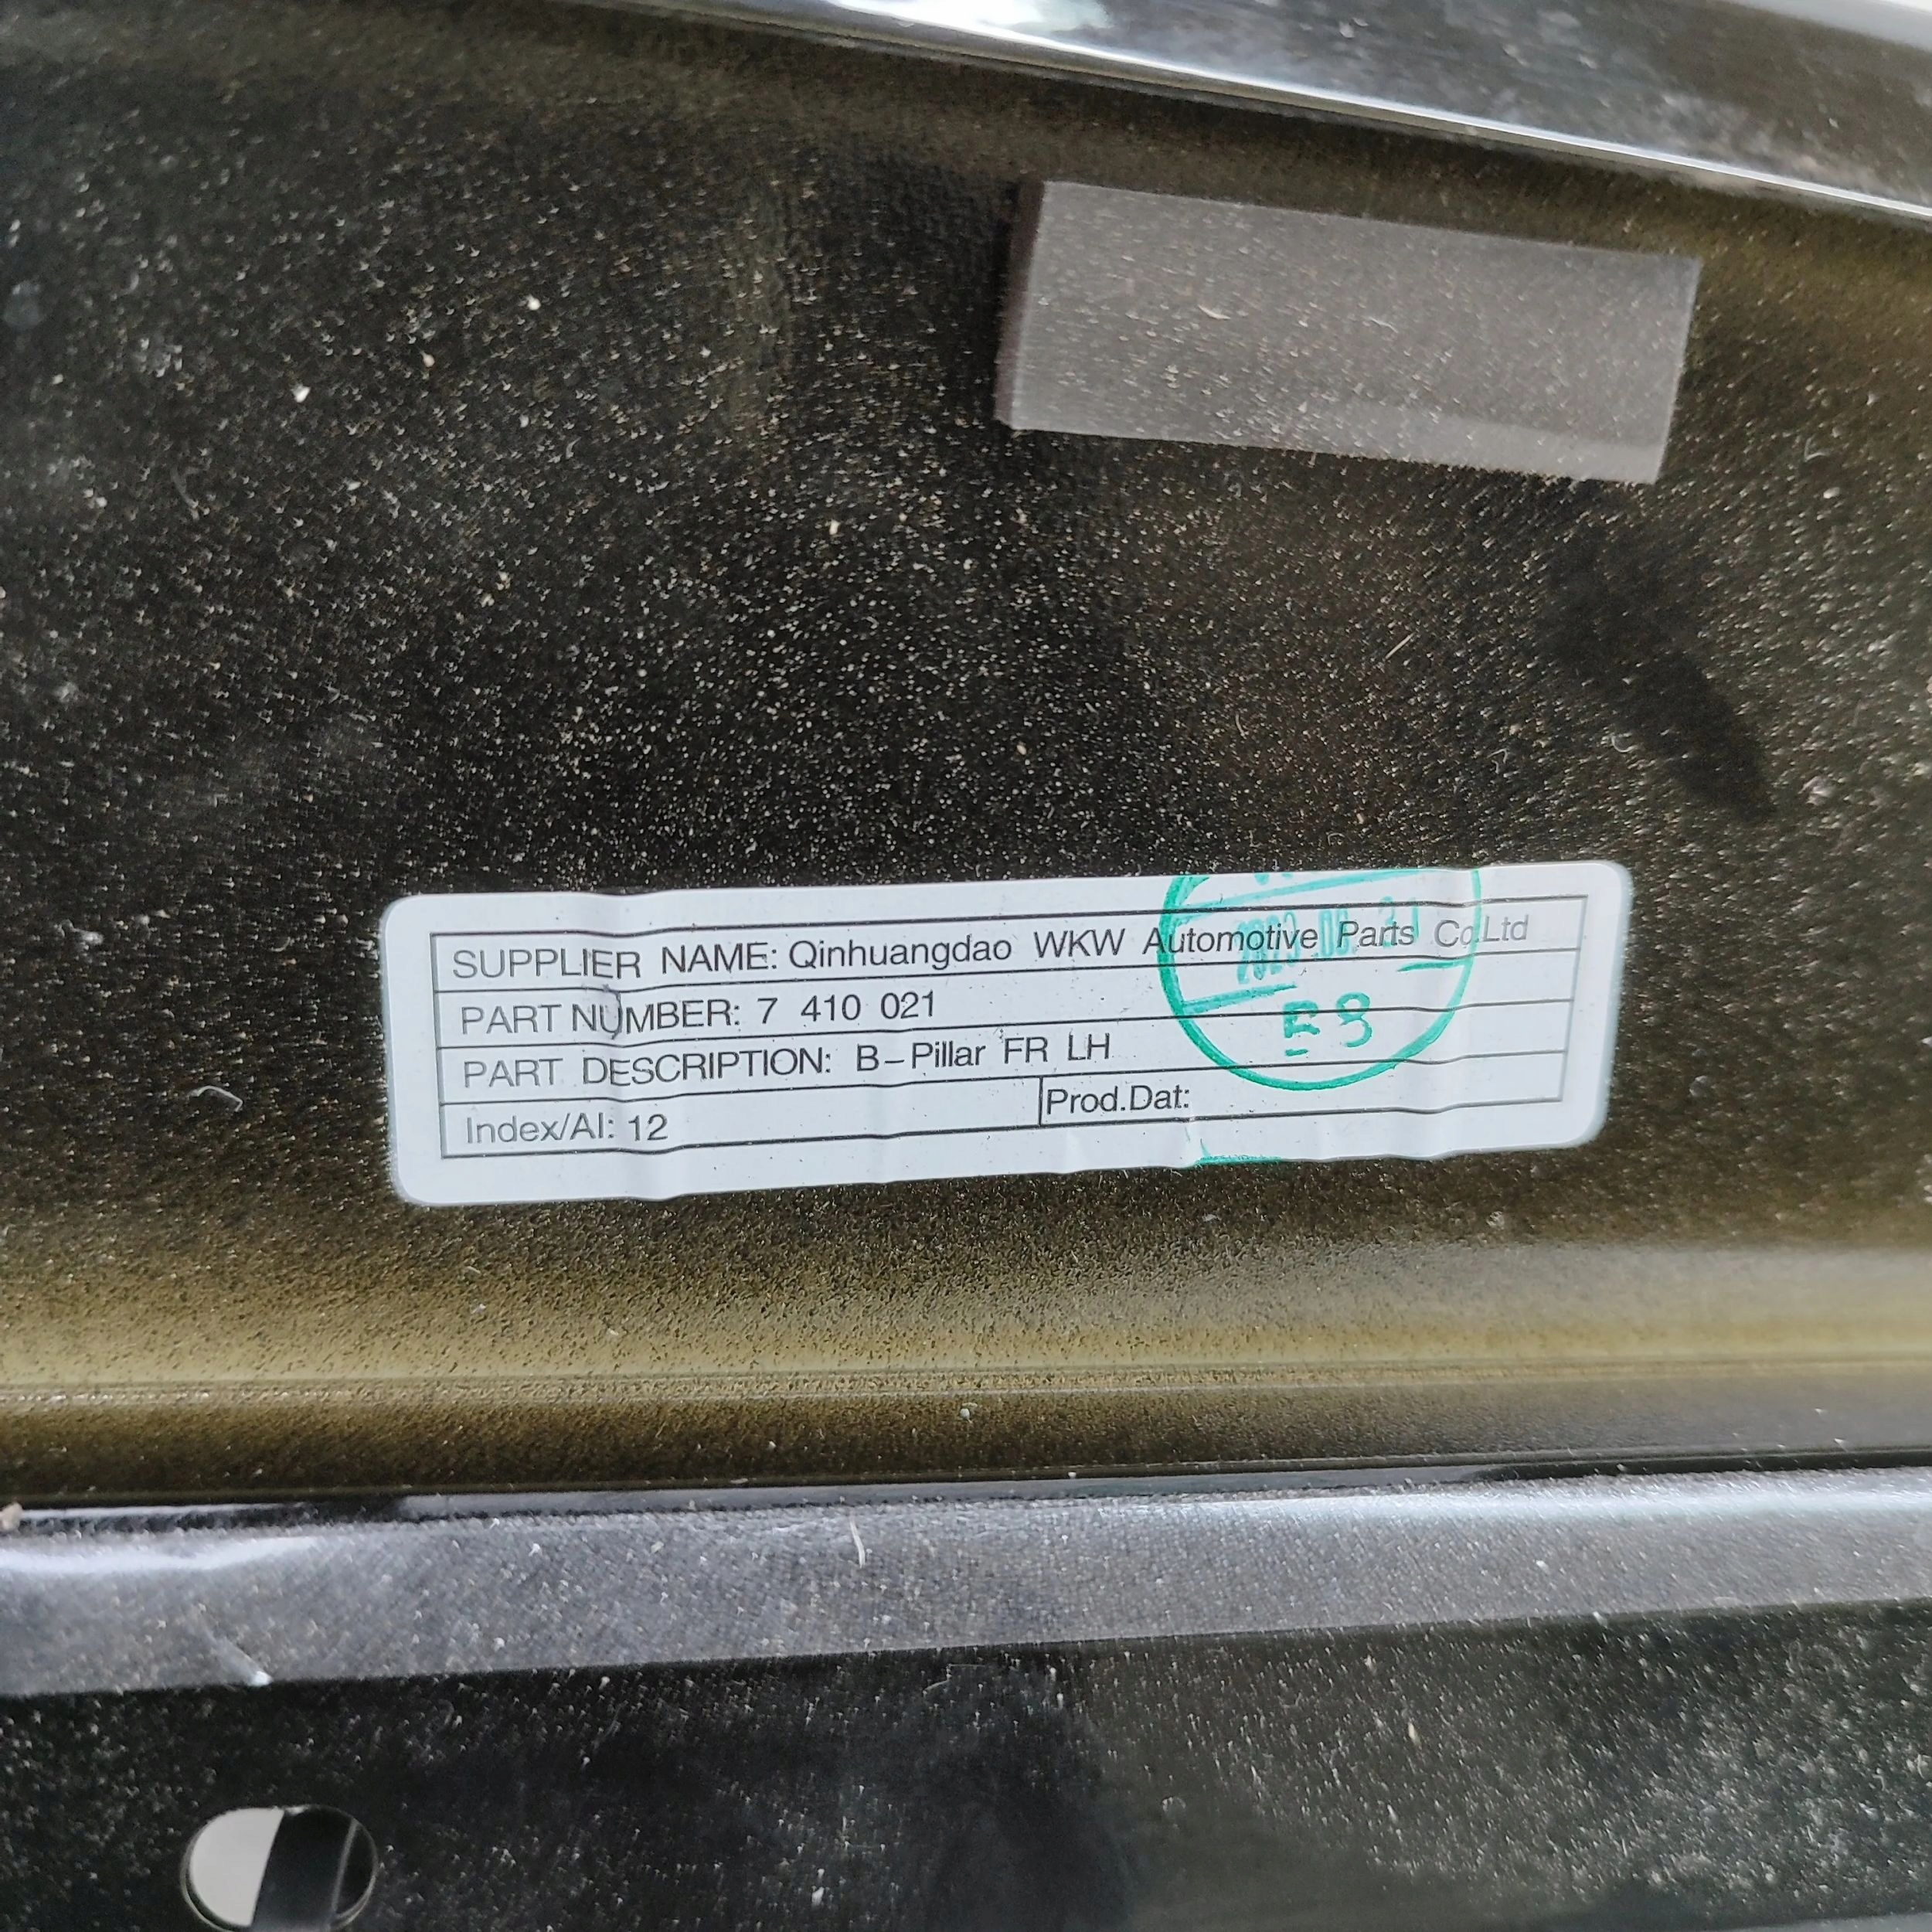 SUPPLIER NAME: Qinhuangdao WKW Automotive Parts Co.Ltd
PART NUMBER: 7 410 021
PART DESCRIPTION: B-Pillar FR LH
Index/AI: 12
Prod.Dat: